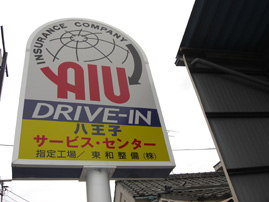 INSURANCE COMPANY
AIU
DRIVE-IN
八王子
サービス・センター
指定工場/東和整備(株)